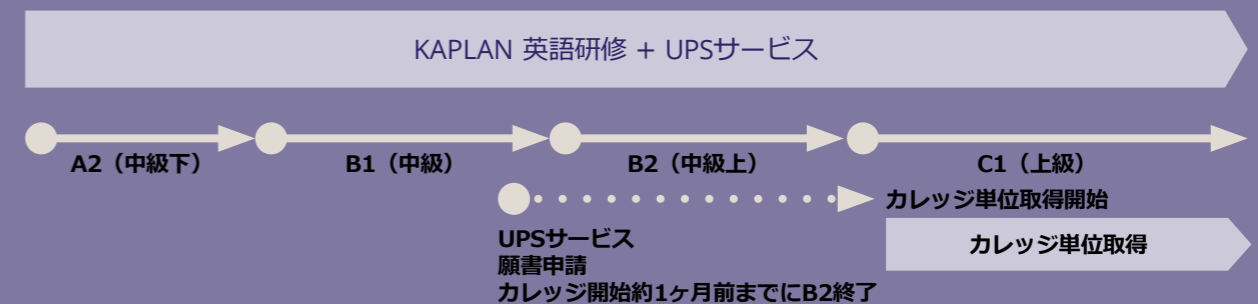 KAPLAN 英語研修 + UPSサービス
A2（中級下）
B1（中級）
B2（中級上）
C1（上級）
カレッジ単位取得開始
カレッジ単位取得
UPSサービス
願書申請
カレッジ開始約1ヶ月前までにB2終了